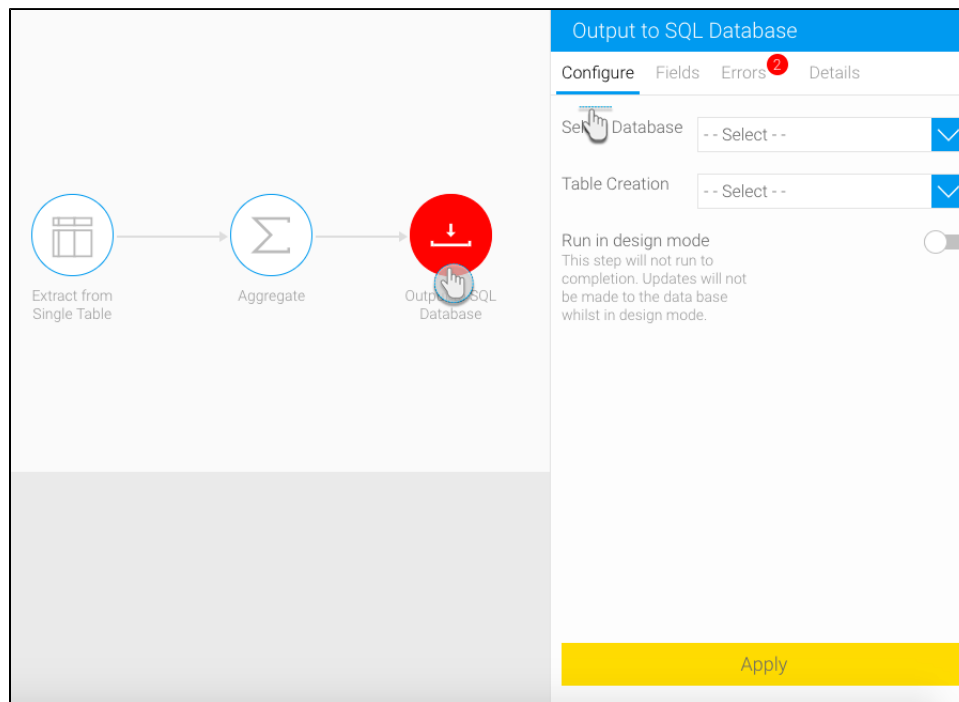 Output to SQL Database
Configure Fields Errors 2 Details
Database
- - Select - -
Table Creation
- - Select - -
Run in design mode
This step will not run to
completion. Updates will not
be made to the data base
whilst in design mode.
Extract from
Single Table
Aggregate
SQL
Database
Apply